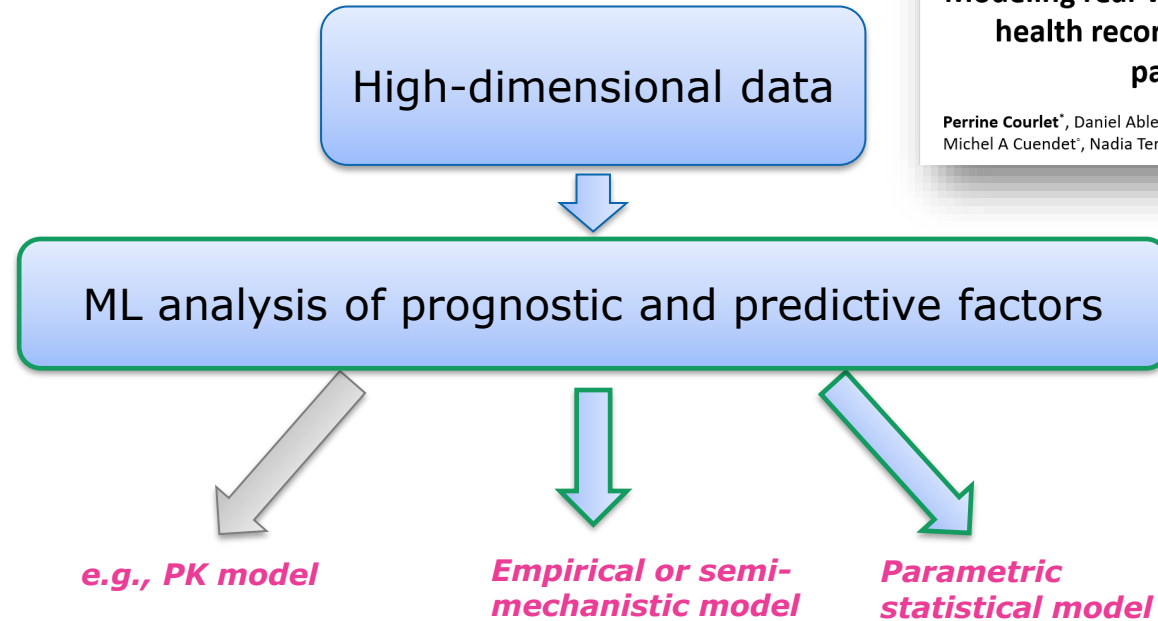 health recor
pa
Perrine Courlet*, Daniel Able
Michel A Cuendet°, Nadia Ter
High-dimensional data
ML analysis of prognostic and predictive factors
e.g., PK model
Empirical or semi-
mechanistic model
Parametric
statistical model